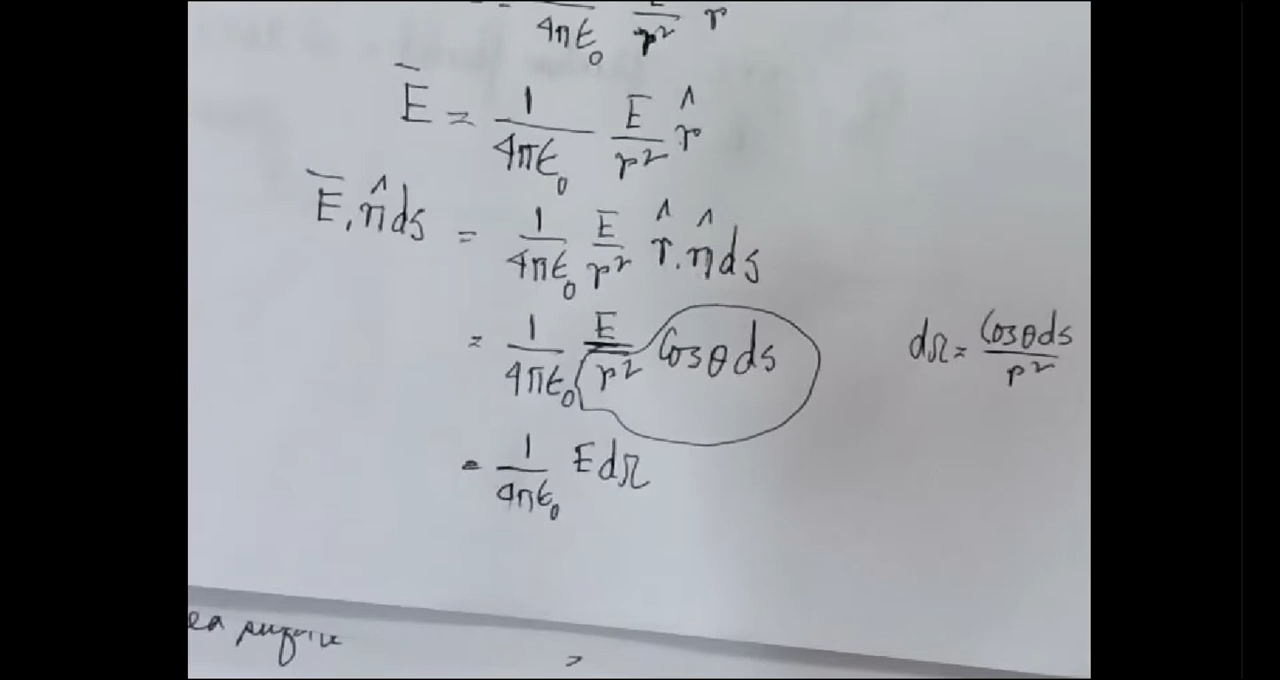 1/4πϵ₀ E/r² r
E̅ = 1/4πϵ₀ E/r² r̂
E̅.n̂ds = 1/4πϵ₀ E/r² r̂.n̂ds
= 1/4πϵ₀ E/r² Cosθds dΩ = Cosθds/r²
= 1/4πϵ₀ EdΩ